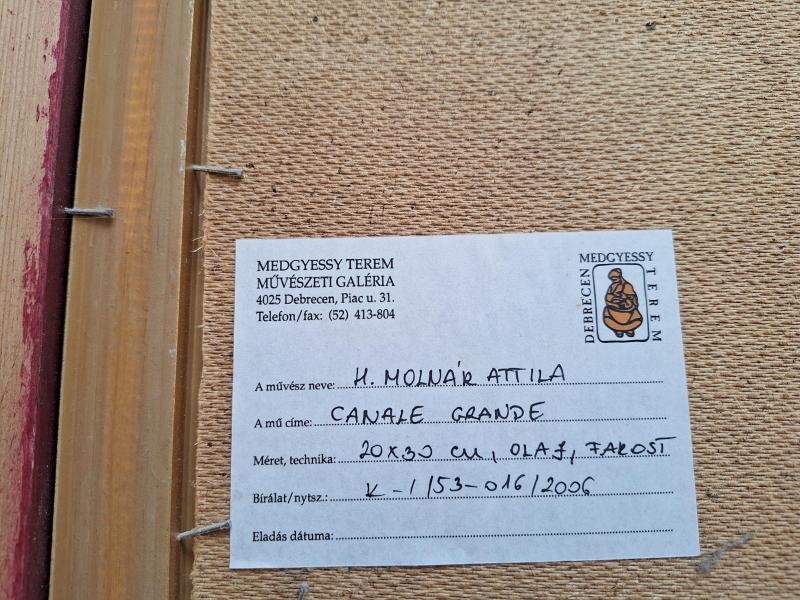 MEDGYESSY TEREM
MŰVÉSZETI GALÉRIA
4025 Debrecen, Piac u. 31.
Telefon/fax: (52) 413-804
DEBRECEN MEDGYESSY TEREM
A művész neve: H. MOLNÁR ATTILA
A mű címe: CANALE GRANDE
Méret, technika: 20X30 cm, OLAJ, FAROST
Bírálat/nytsz.: K-1/53-016/2006
Eladás dátuma: